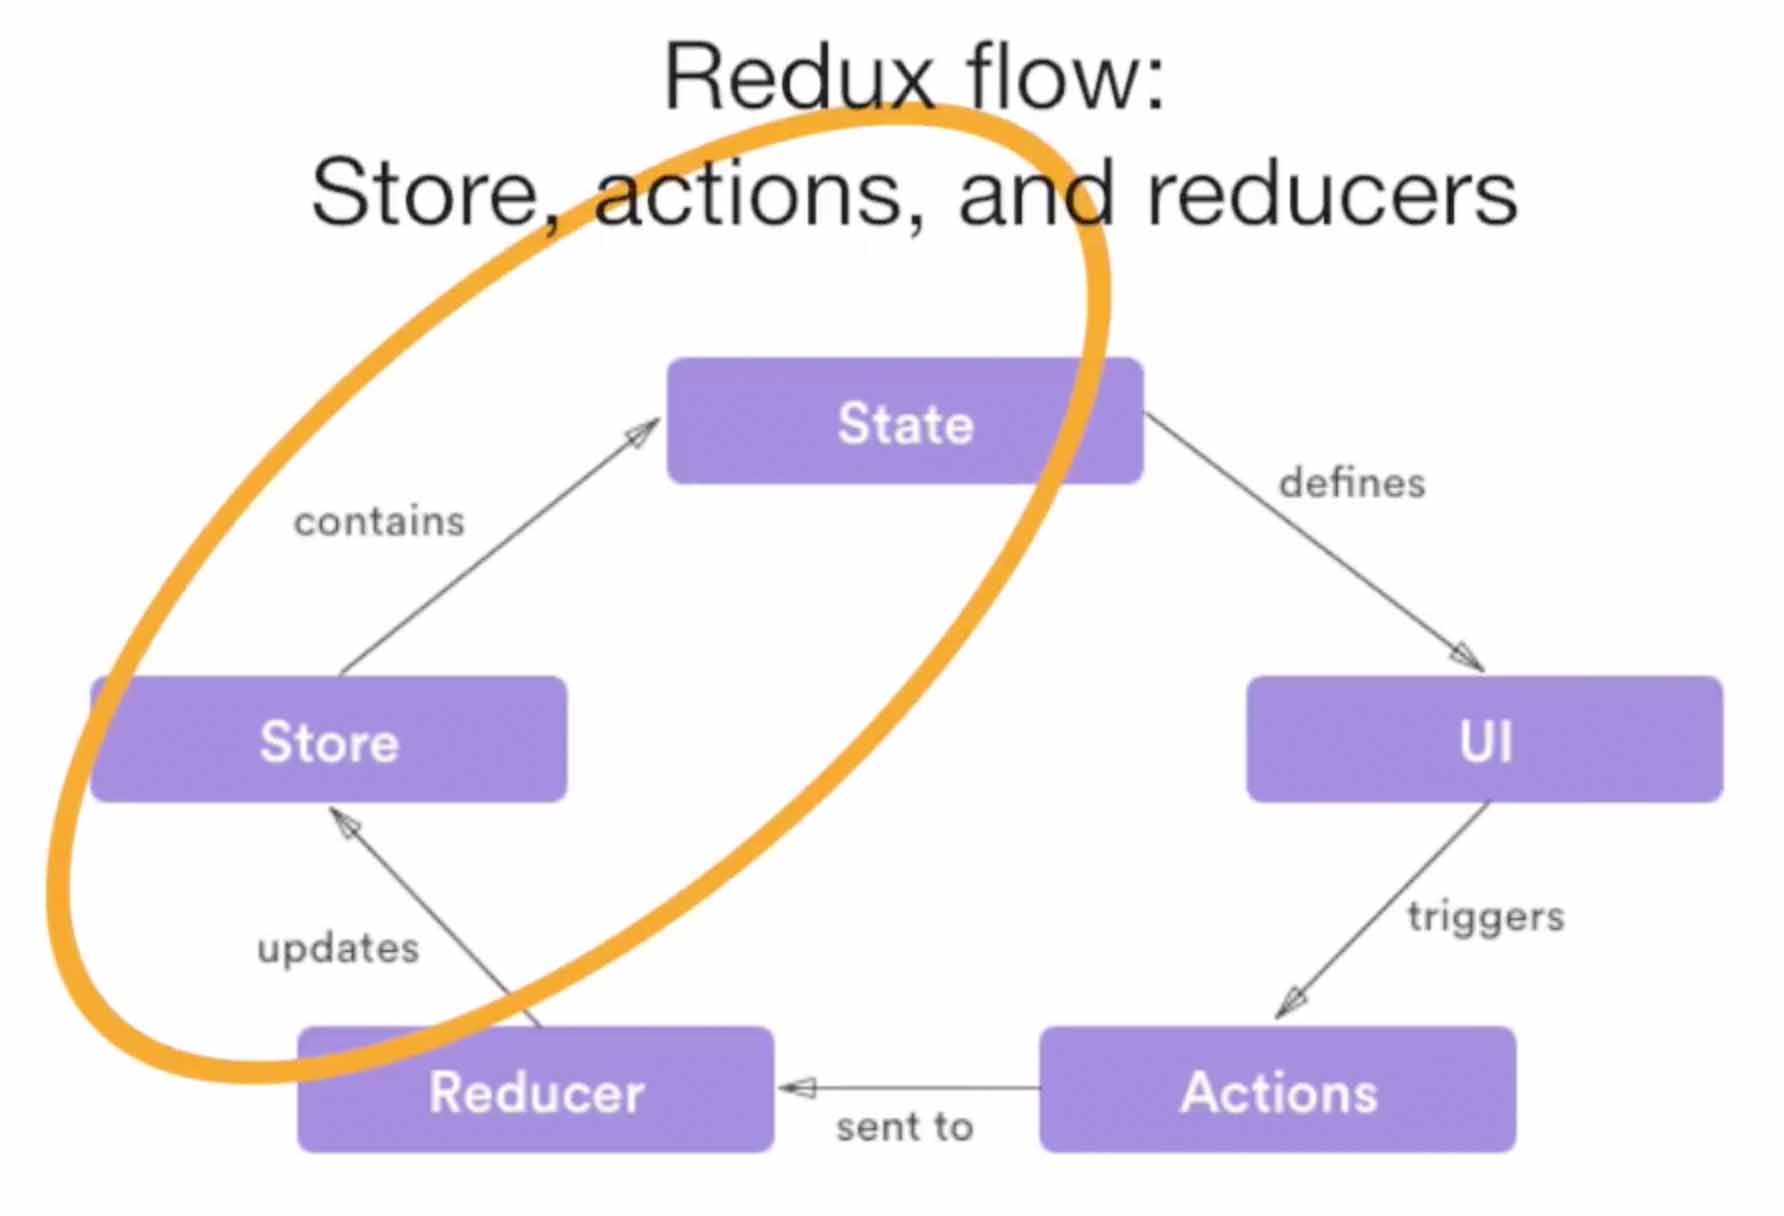 Redux flow:
Store, actions, and reducers
State
contains
defines
Store
UI
updates
triggers
Reducer
sent to
Actions